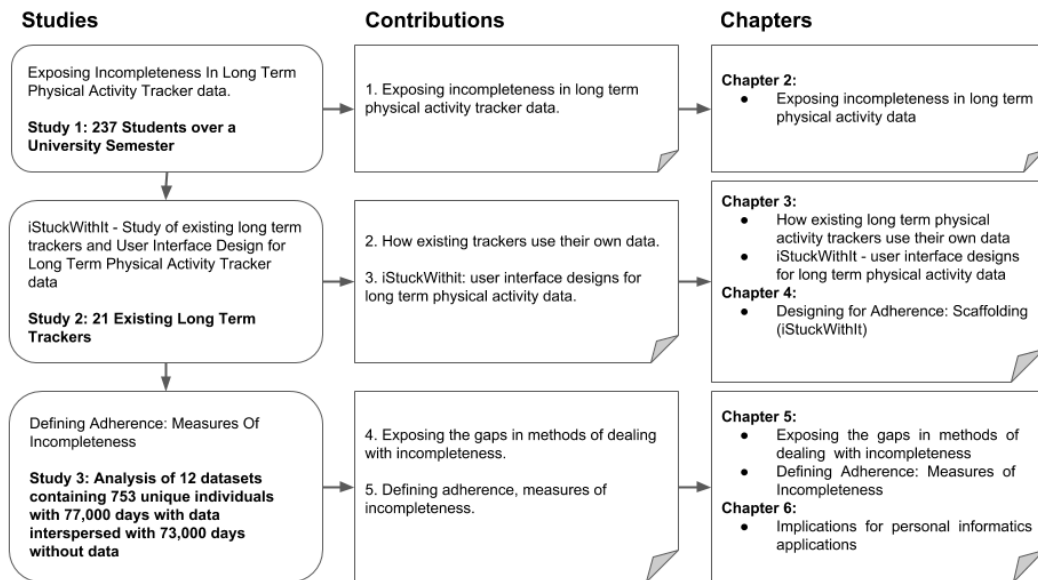 Studies
Contributions
Chapters
Exposing Incompleteness In Long Term
Physical Activity Tracker data.
Study 1: 237 Students over a
University Semester
1. Exposing incompleteness in long term
physical activity tracker data.
Chapter 2:
● Exposing incompleteness in long term
physical activity data
iStuckWithIt - Study of existing long term
trackers and User Interface Design for
Long Term Physical Activity Tracker
data
Study 2: 21 Existing Long Term
Trackers
2. How existing trackers use their own data.
3. iStuckWithit: user interface designs for
long term physical activity data.
Chapter 3:
● How existing long term physical
activity trackers use their own data
● iStuckWithIt - user interface designs
for long term physical activity data
Chapter 4:
● Designing for Adherence: Scaffolding
(iStuckWithIt)
Defining Adherence: Measures Of
Incompleteness
Study 3: Analysis of 12 datasets
containing 753 unique individuals
with 77,000 days with data
interspersed with 73,000 days
without data
4. Exposing the gaps in methods of dealing
with incompleteness.
5. Defining adherence, measures of
incompleteness.
Chapter 5:
● Exposing the gaps in methods of
dealing with incompleteness
● Defining Adherence: Measures of
Incompleteness
Chapter 6:
● Implications for personal informatics
applications